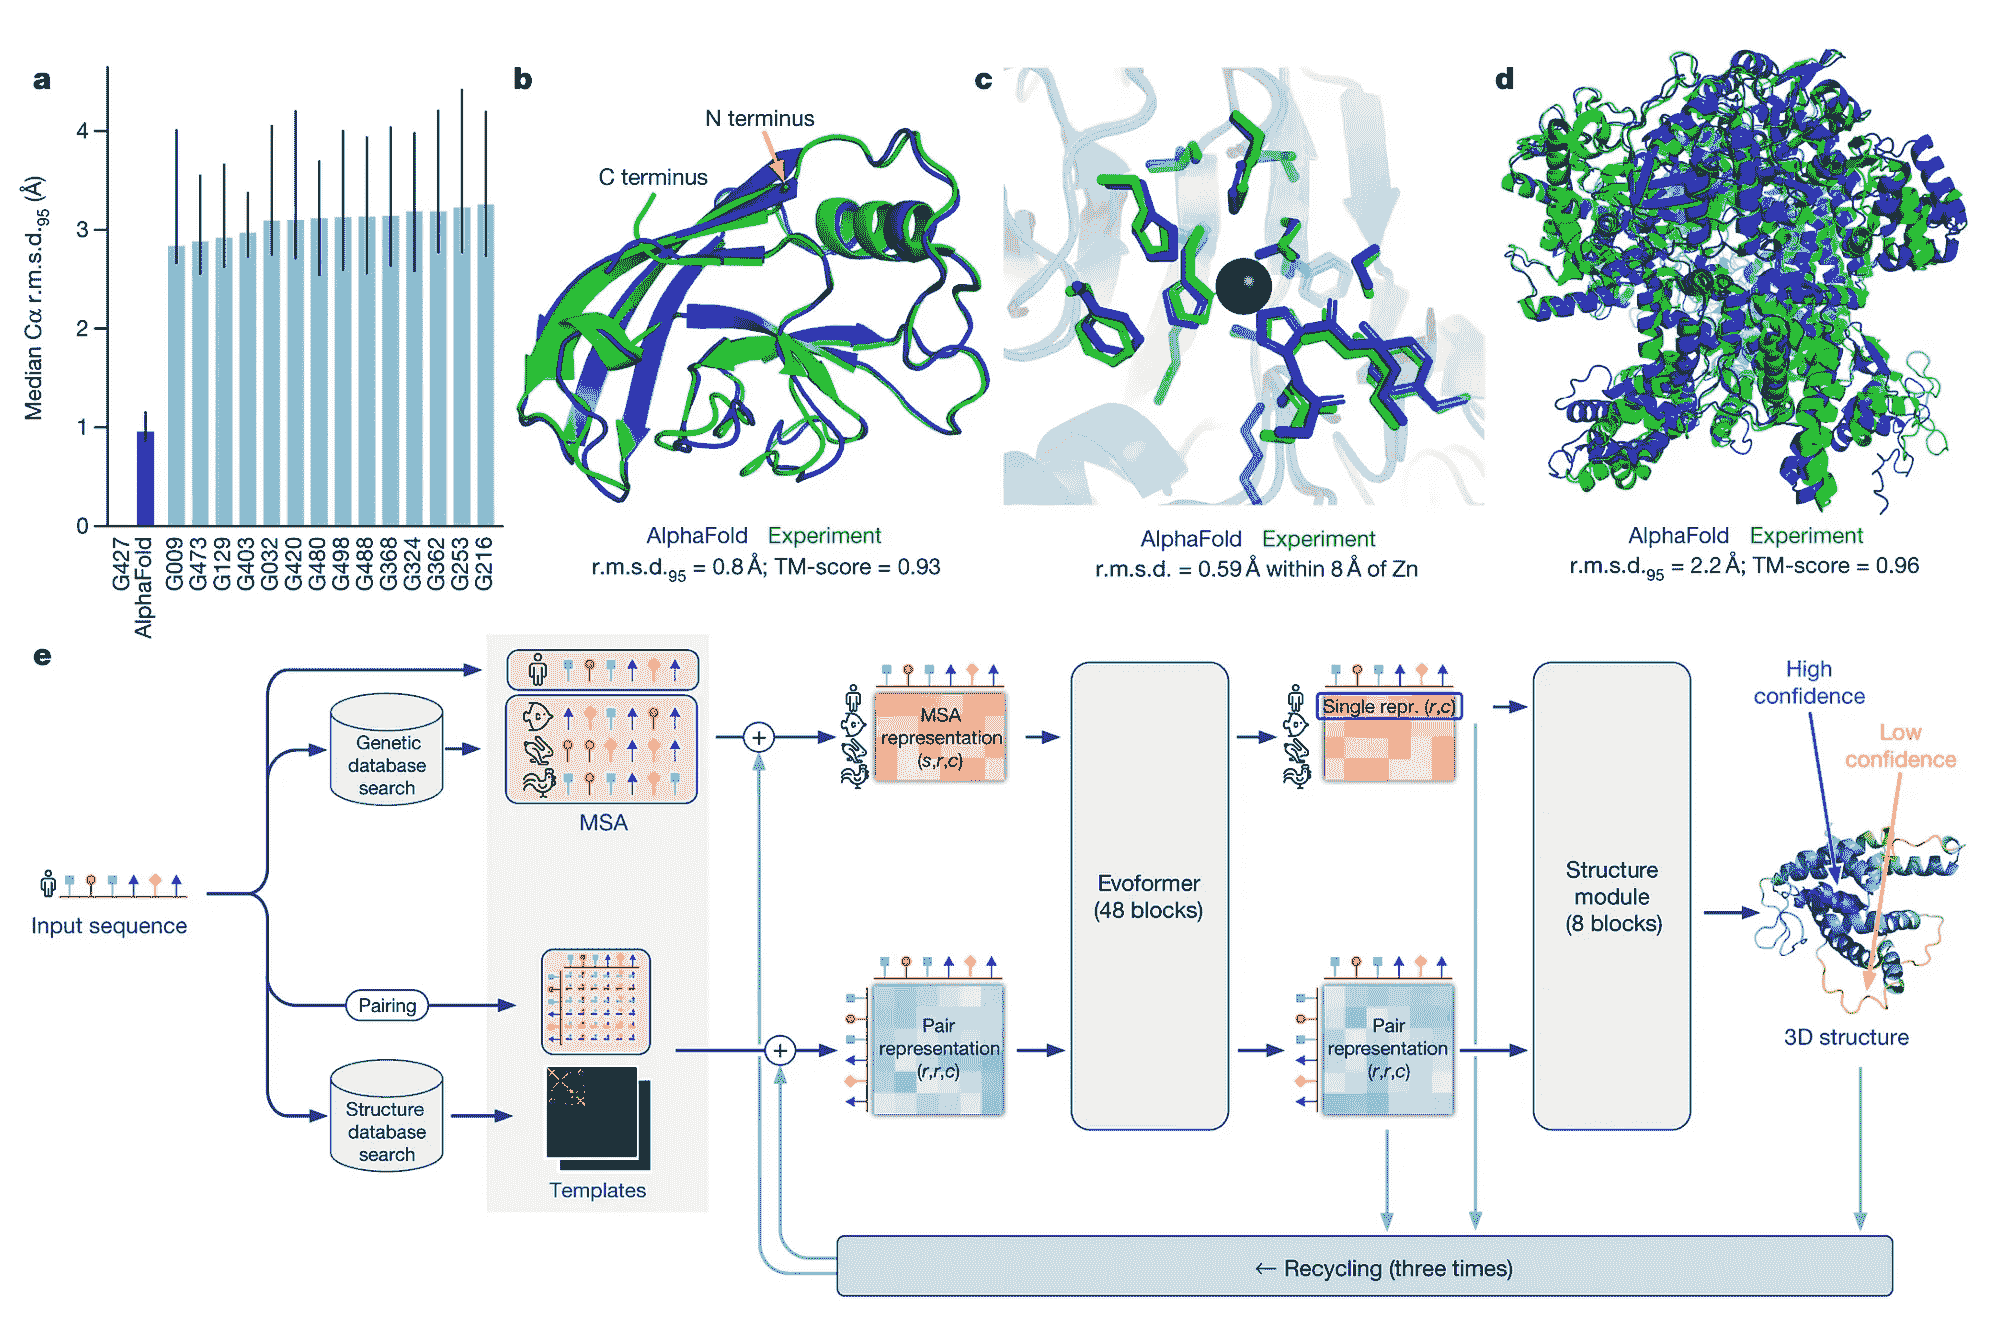 a
Median Cα r.m.s.d.95 (Å)
4
3
2
1
0
G427
AlphaFold
G009
G473
G129
G403
G032
G420
G480
G498
G488
G368
G324
G362
G253
G216
b
N terminus
C terminus
AlphaFold Experiment
r.m.s.d.95 = 0.8 Å; TM-score = 0.93
c
AlphaFold Experiment
r.m.s.d. = 0.59 Å within 8 Å of Zn
d
AlphaFold Experiment
r.m.s.d.95 = 2.2 Å; TM-score = 0.96
e
Input sequence
Genetic
database
search
MSA
Pairing
Structure
database
search
Templates
+
+
MSA
representation
(s,r,c)
Pair
representation
(r,r,c)
Evoformer
(48 blocks)
Single repr. (r,c)
Pair
representation
(r,r,c)
Structure
module
(8 blocks)
High
confidence
Low
confidence
3D structure
← Recycling (three times)